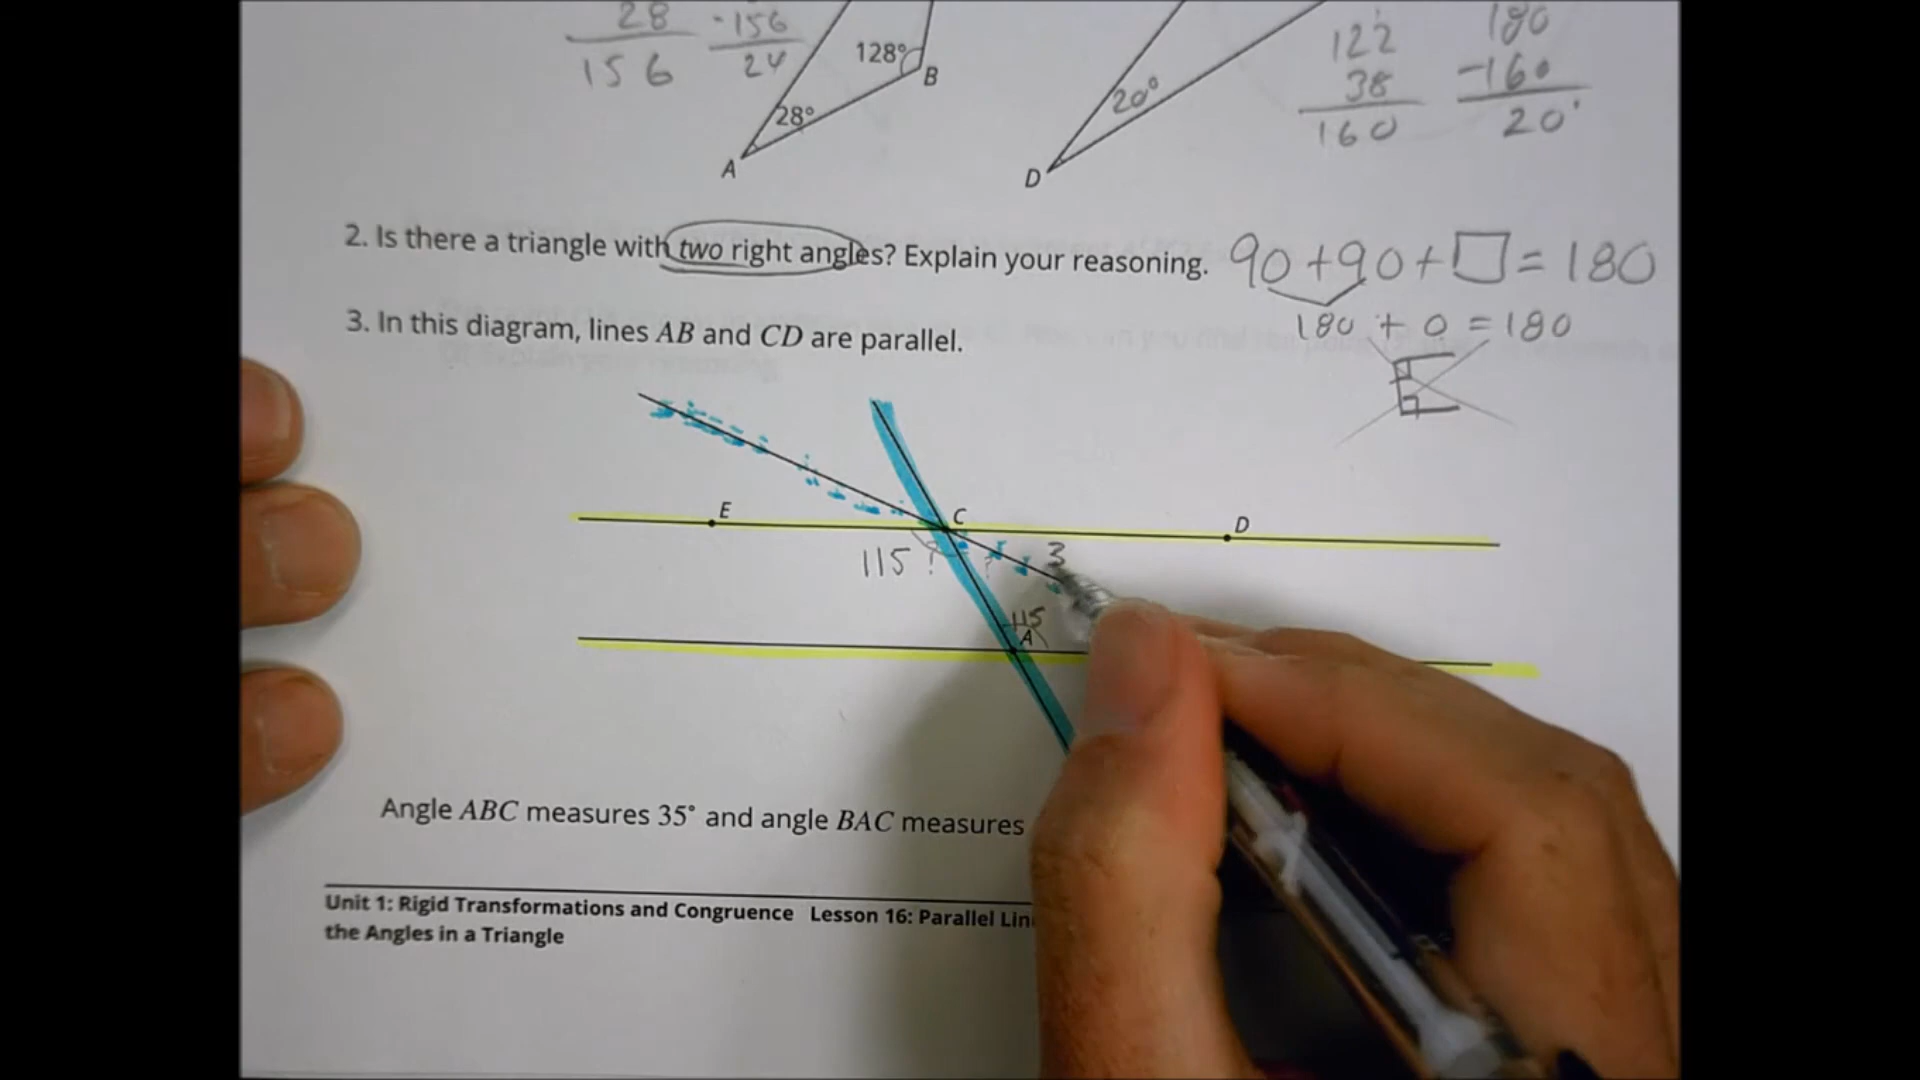 28
156
-156
24
128°
B
28°
A
20°
D
122
38
160
180
-160
20
2. Is there a triangle with two right angles? Explain your reasoning.
90 + 90 + □ = 180
180 + 0 = 180
3. In this diagram, lines AB and CD are parallel.
E
C
D
115 ?
?
3
115
A
Angle ABC measures 35° and angle BAC measures
Unit 1: Rigid Transformations and Congruence Lesson 16: Parallel
the Angles in a Triangle